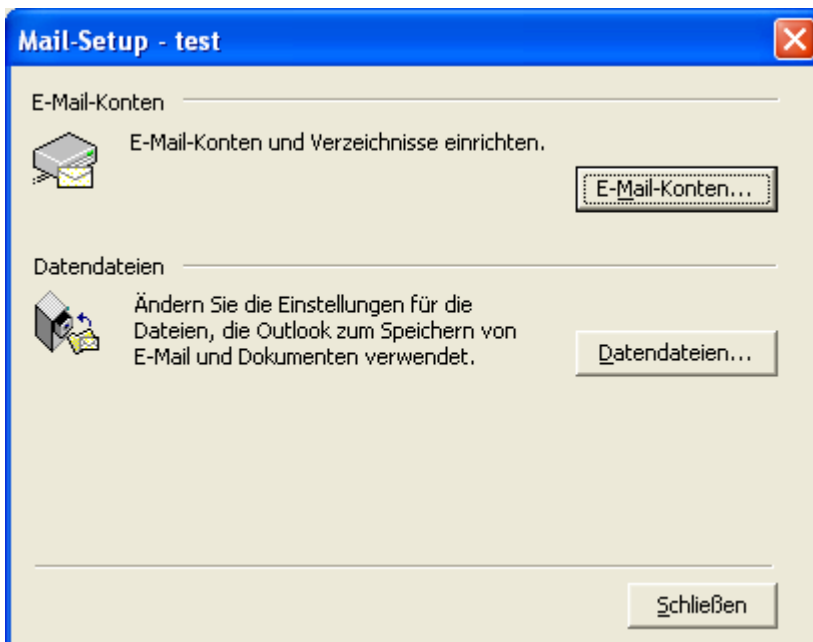 Mail-Setup - test
E-Mail-Konten
E-Mail-Konten und Verzeichnisse einrichten.
E-Mail-Konten...
Datendateien
Ändern Sie die Einstellungen für die
Dateien, die Outlook zum Speichern von
E-Mail und Dokumenten verwendet.
Datendateien...
Schließen